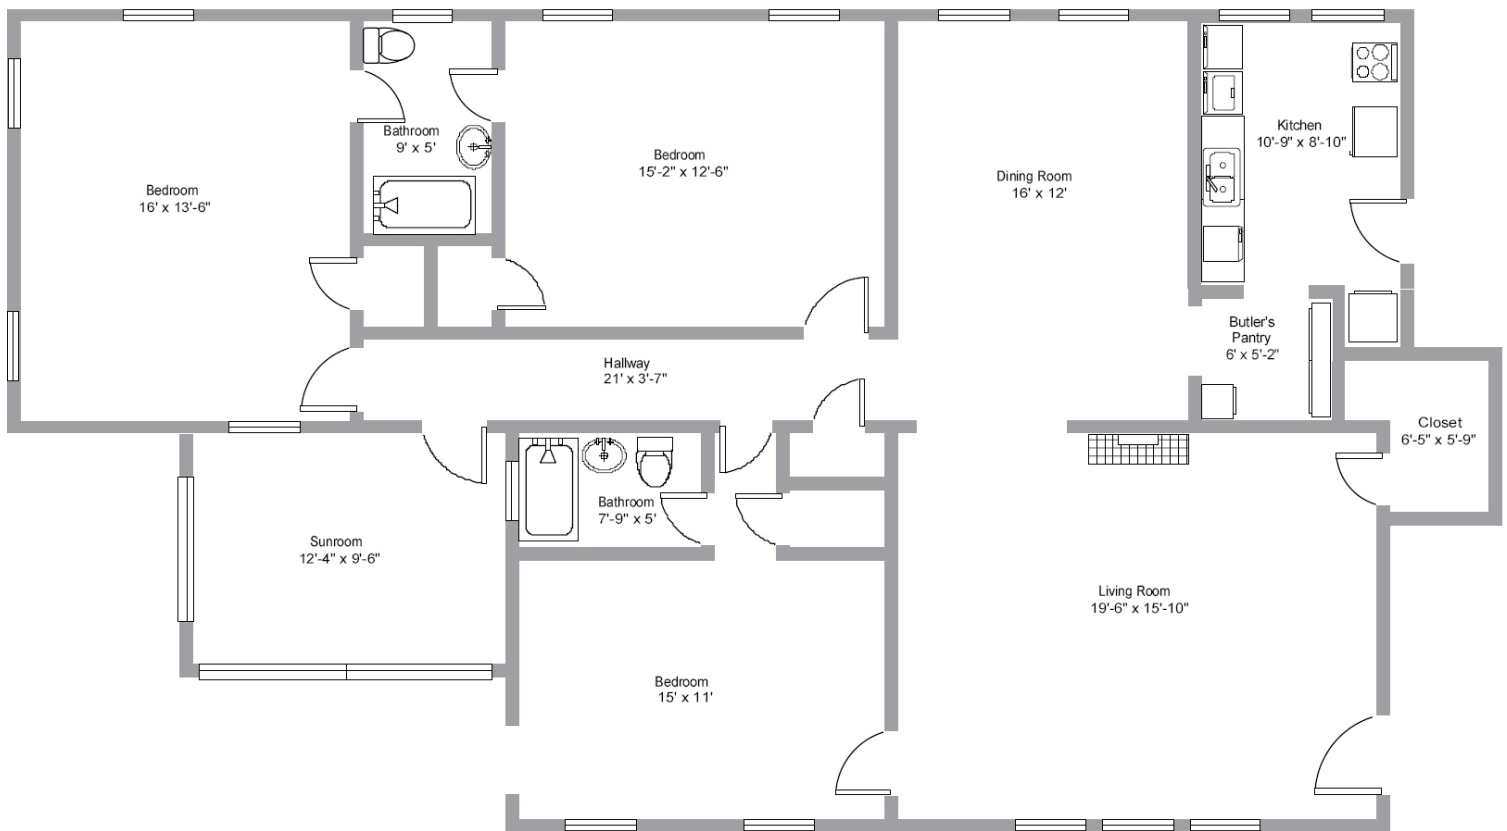 Bathroom
9' x 5'
Bedroom
16' x 13'-6"
Bedroom
15'-2" x 12'-6"
Dining Room
16' x 12'
Kitchen
10'-9" x 8'-10"
Butler's
Pantry
6' x 5'-2"
Hallway
21' x 3'-7"
Closet
6'-5" x 5'-9"
Bathroom
7'-9" x 5'
Sunroom
12'-4" x 9'-6"
Living Room
19'-6" x 15'-10"
Bedroom
15' x 11'